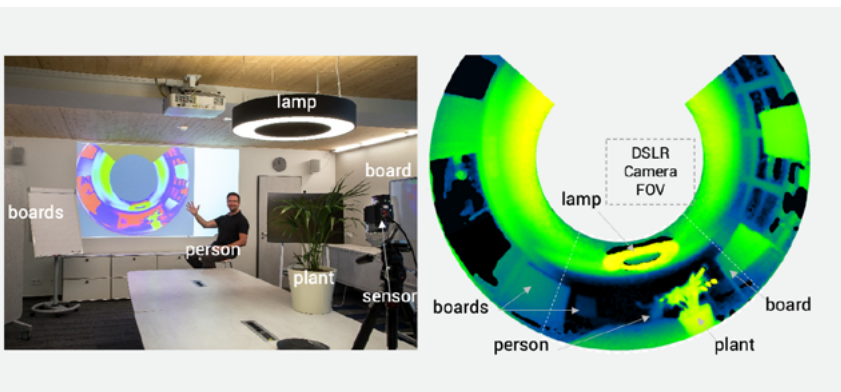 lamp
board
boards
person
plant
sensor
DSLR
Camera
FOV
lamp
boards
board
person
plant